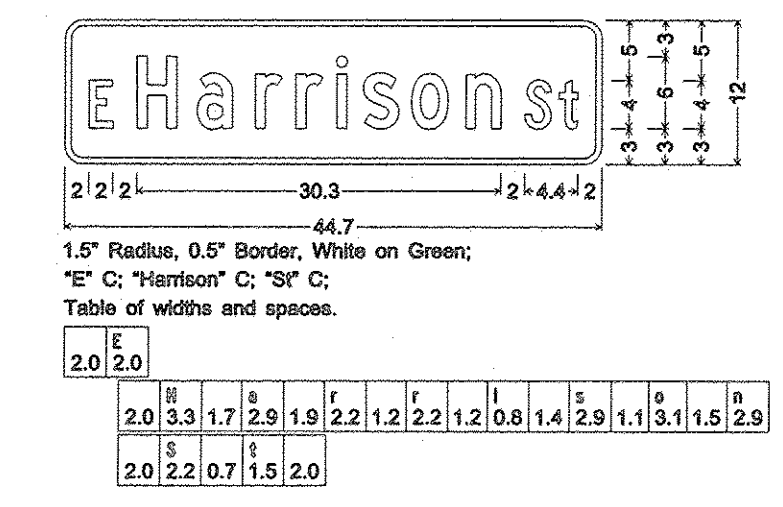 E Harrison St
5 3 5
4 6 4 12
3 3 3
2 2 2 30.3 2 4.4 2
44.7
1.5" Radius, 0.5" Border, White on Green;
"E" C; "Harrison" C; "St" C;
Table of widths and spaces.
E
2.0 2.0
H a r r i s o n
2.0 3.3 1.7 2.9 1.9 2.2 1.2 2.2 1.2 0.8 1.4 2.9 1.1 3.1 1.5 2.9
S t
2.0 2.2 0.7 1.5 2.0